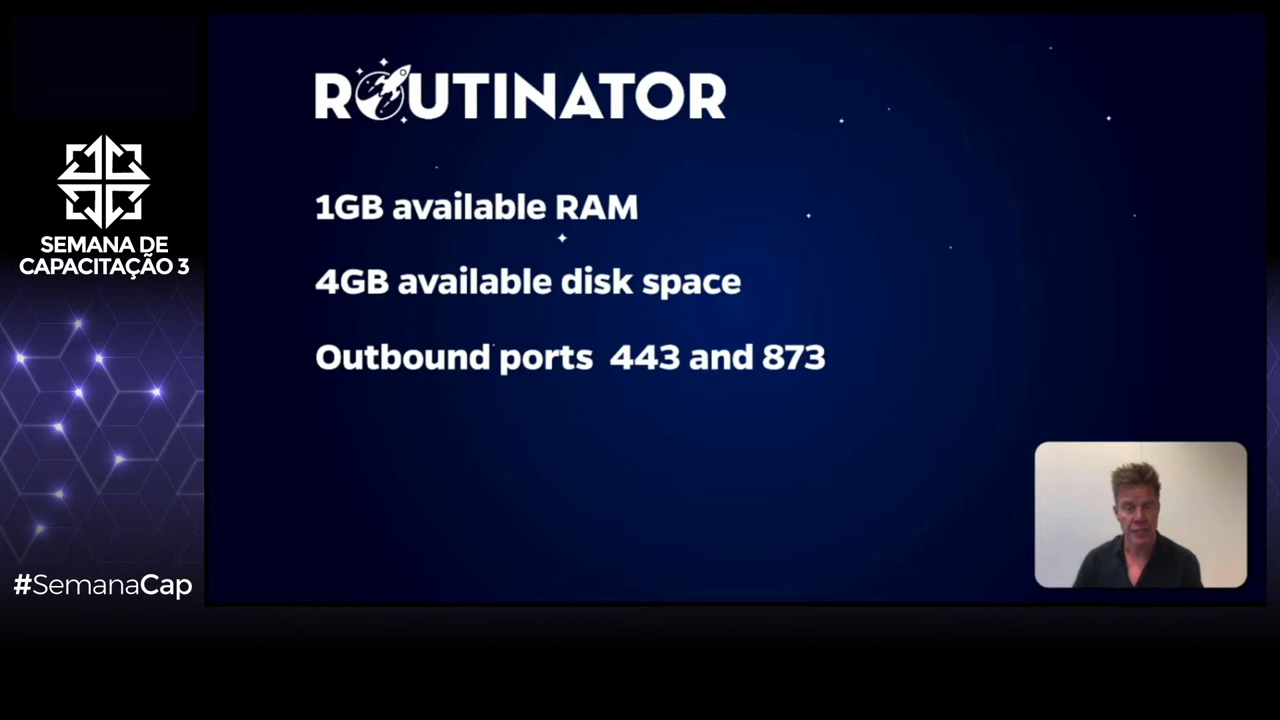 ROUTINATOR
1GB available RAM
4GB available disk space
Outbound ports 443 and 873
SEMANA DE
CAPACITAÇÃO 3
#SemanaCap